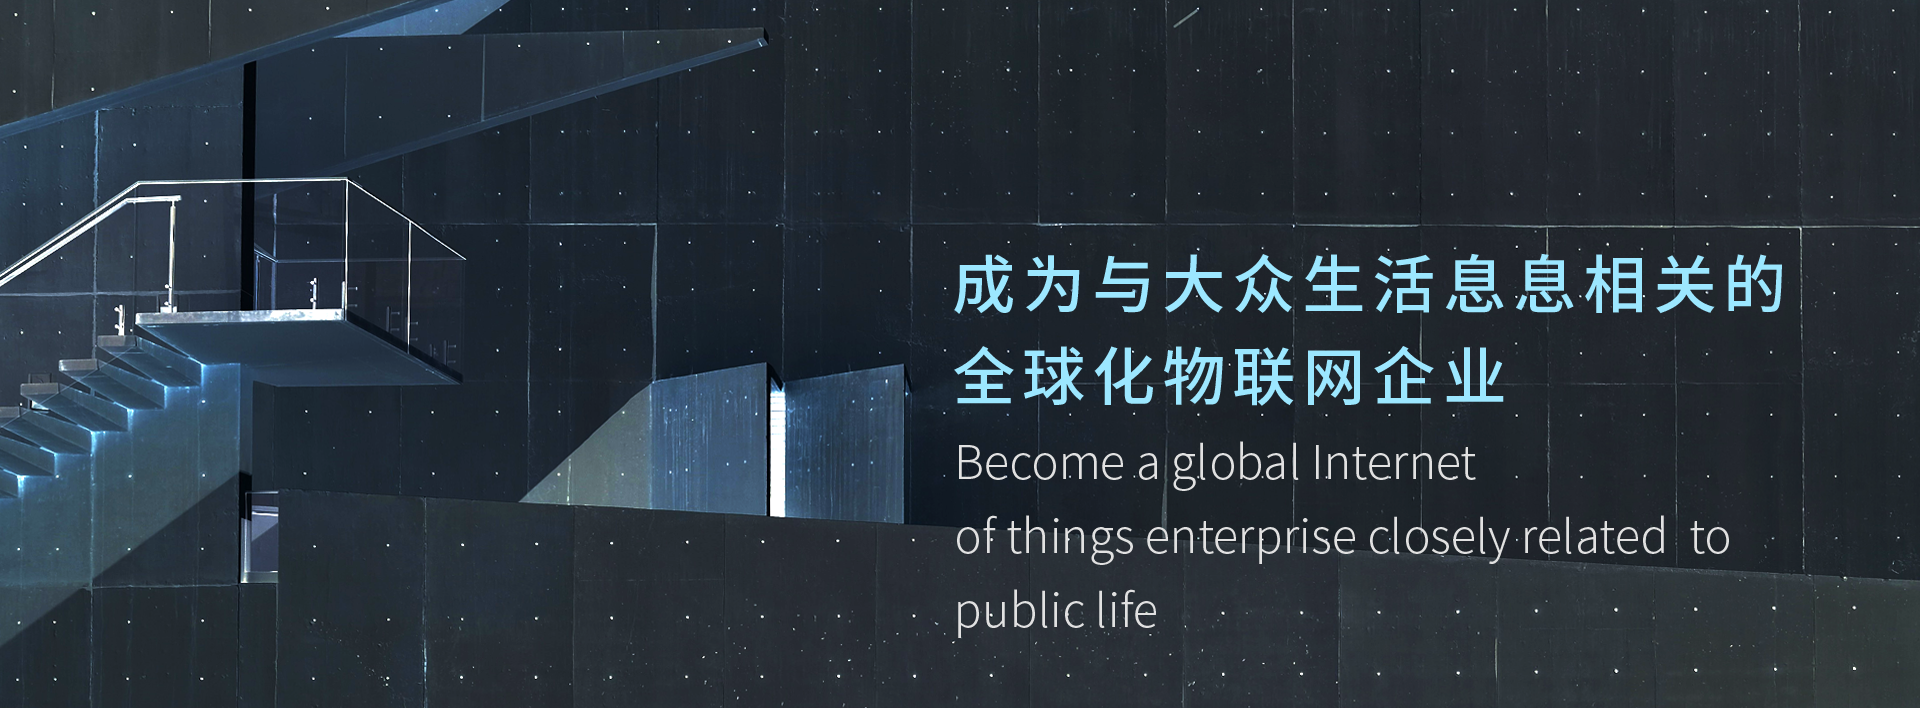 成为与大众生活息息相关的
全球化物联网企业
Become a global Internet
of things enterprise closely related  to
public life